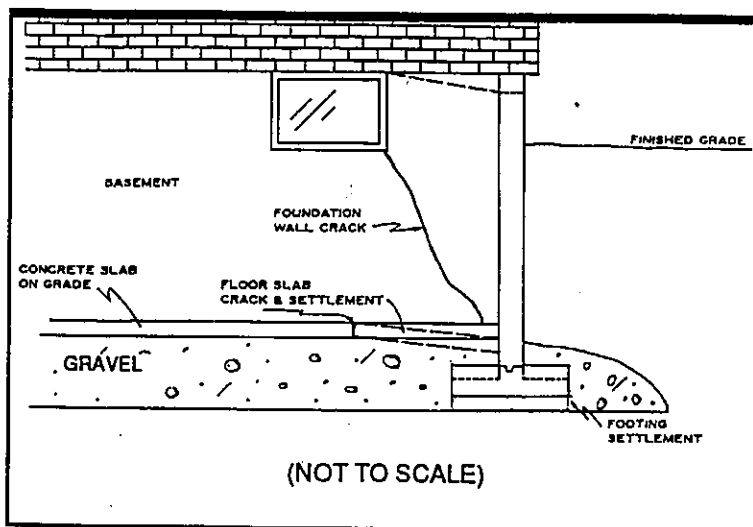 FINISHED GRADE
BASEMENT
FOUNDATION
WALL CRACK
CONCRETE SLAB
ON GRADE
FLOOR SLAB
CRACK & SETTLEMENT
GRAVEL
FOOTING
SETTLEMENT
(NOT TO SCALE)